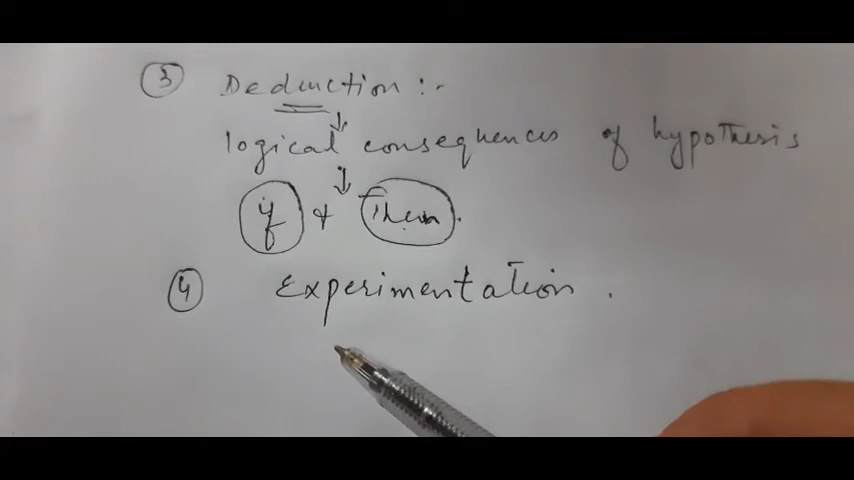 ③ Deduction :-
↓
logical consequences of hypothesis
↓
if & Then.
④ Experimentation.